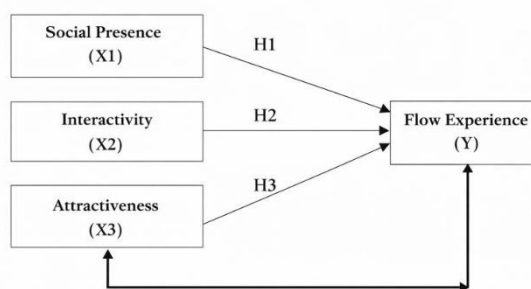 Social Presence
(X1)
H1
Interactivity
(X2)
H2
Flow Experience
(Y)
H3
Attractiveness
(X3)